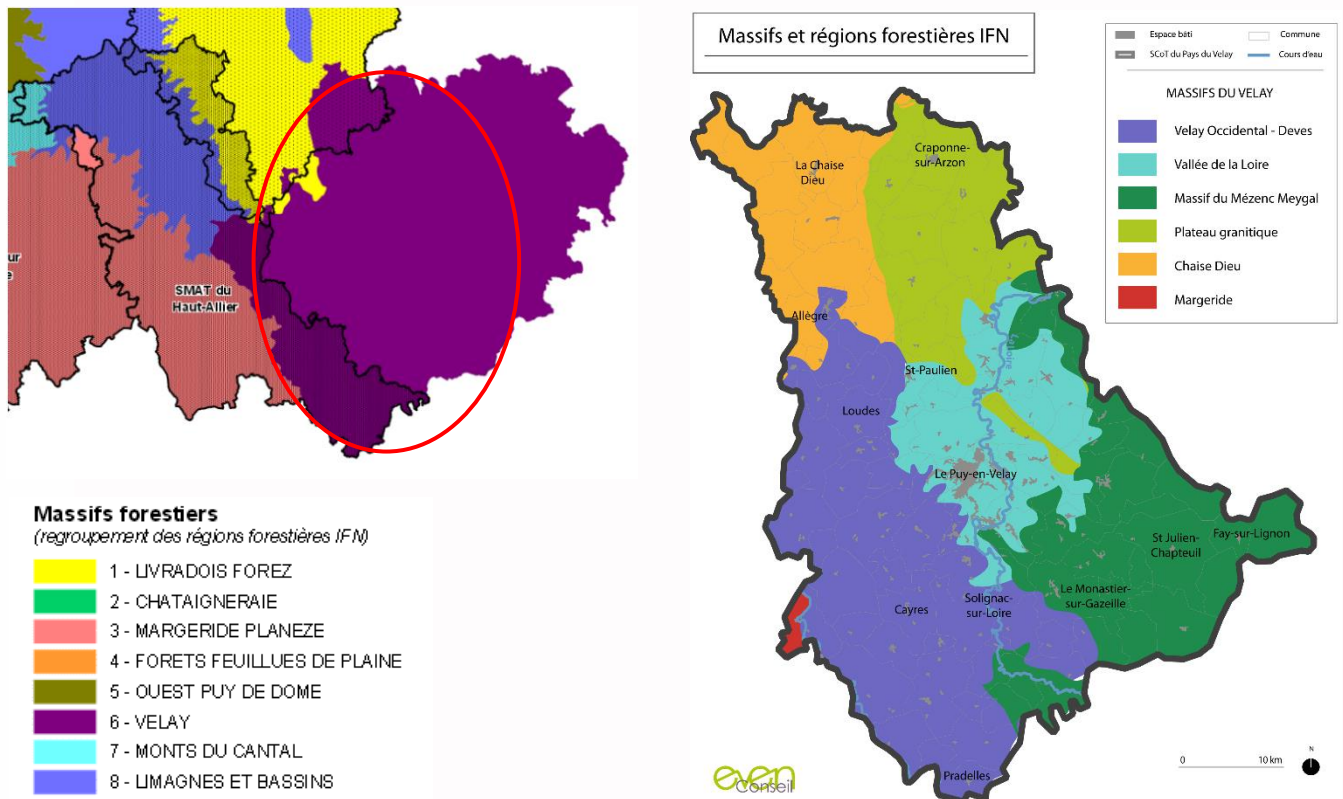 ur
e
SMAT du
Haut-Allier
Massifs forestiers
(regroupement des régions forestières IFN)
1 - LIVRADOIS FOREZ
2 - CHATAIGNERAIE
3 - MARGERIDE PLANEZE
4 - FORETS FEUILLUES DE PLAINE
5 - OUEST PUY DE DOME
6 - VELAY
7 - MONTS DU CANTAL
8 - LIMAGNES ET BASSINS
Massifs et régions forestières IFN
Espace bâti
Commune
SCoT du Pays du Velay
Cours d'eau
MASSIFS DU VELAY
Velay Occidental - Deves
Vallée de la Loire
Massif du Mézenc Meygal
Plateau granitique
Chaise Dieu
Margeride
Craponne-
sur-Arzon
La Chaise
Dieu
Allègre
La Loire
St-Paulien
Loudes
Le Puy-en-Velay
St Julien-
Chapteuil
Fay-sur-Lignon
Le Monastier
-sur-Gazeille
Cayres
Solignac-
sur-Loire
Pradelles
even
Conseil
0 10 km
N